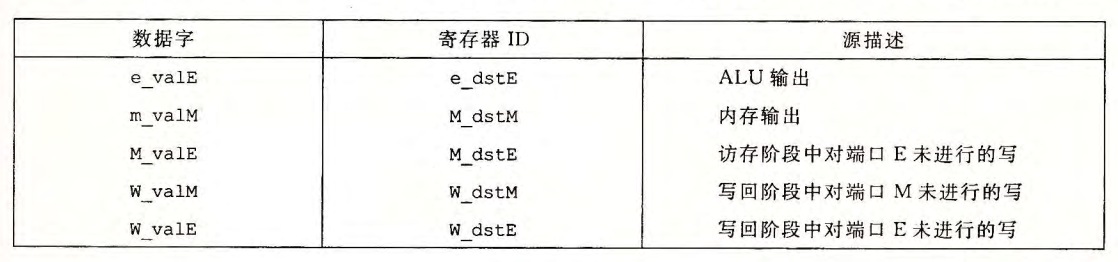 数据字 寄存器 ID 源描述
e_valE e_dstE ALU 输出
m_valM M_dstM 内存输出
M_valE M_dstE 访存阶段中对端口 E 未进行的写
W_valM W_dstM 写回阶段中对端口 M 未进行的写
W_valE W_dstE 写回阶段中对端口 E 未进行的写